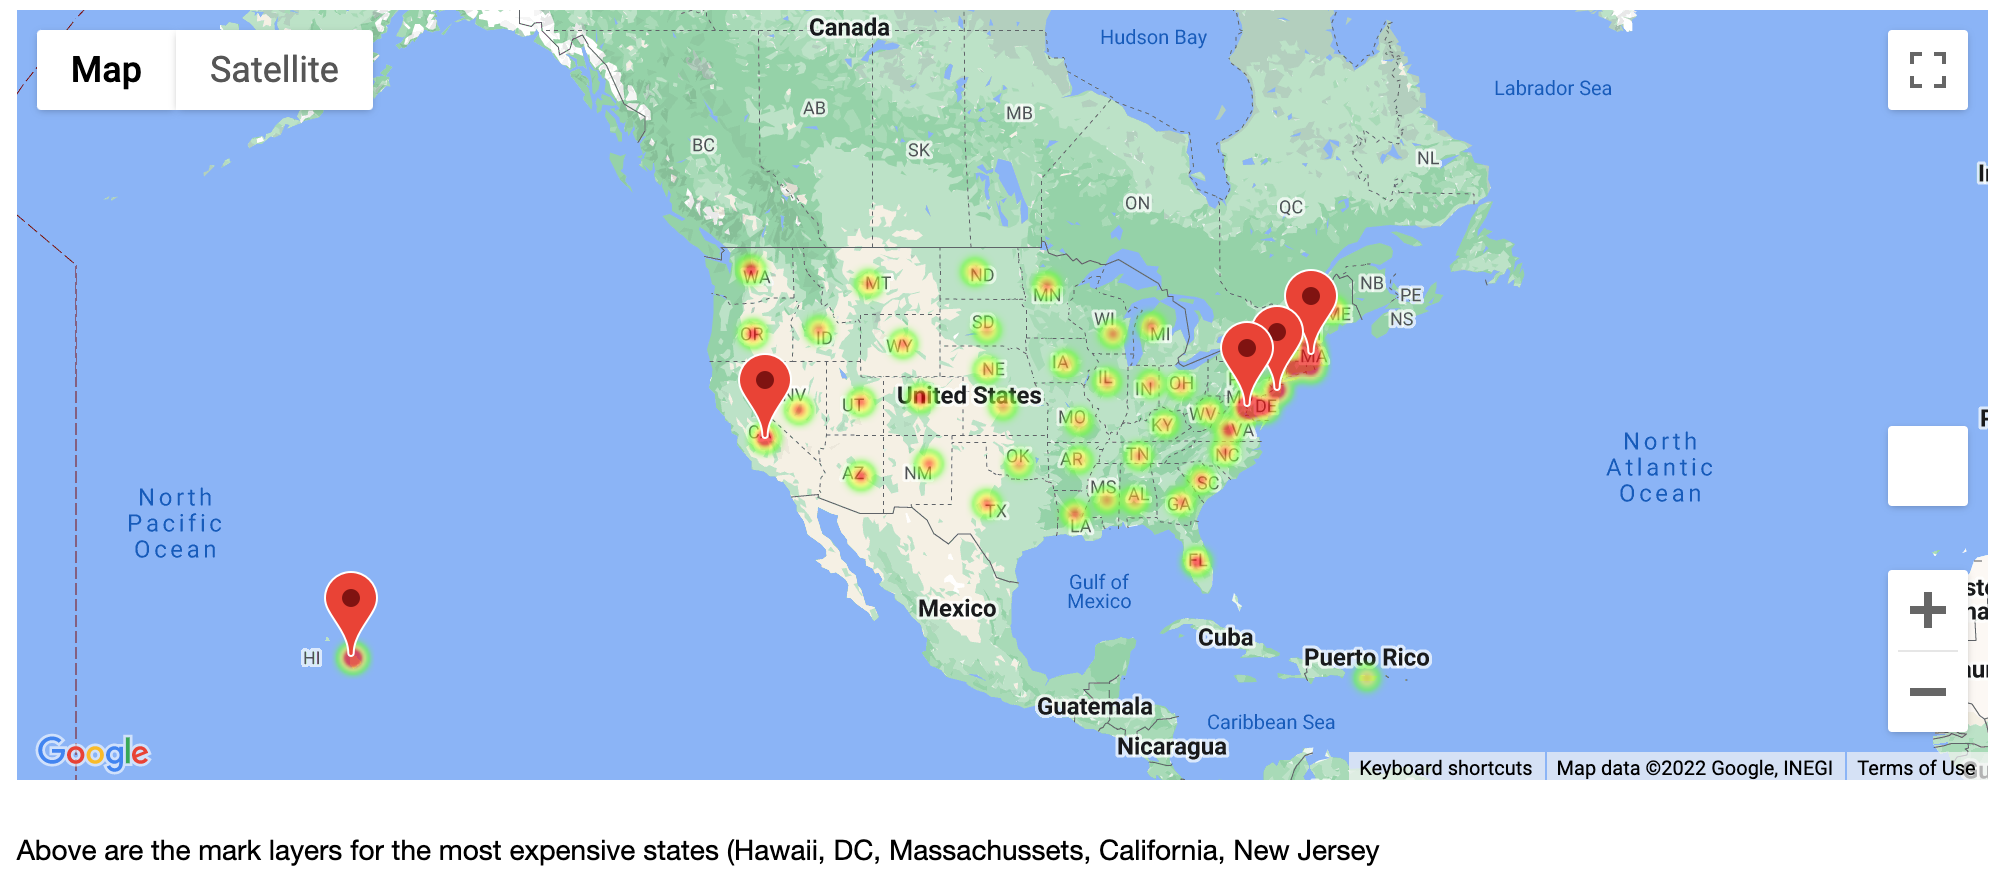 Canada
Hudson Bay
Labrador Sea
Map
Satellite
AB
MB
BC
SK
NL
ON
QC
WA
MT
ND
MN
NB
PE
ME
NS
OR
ID
WY
SD
WI
MI
MA
IA
NE
IL
IN
OH
NV
UT
United States
DE
MO
KY
WV
VA
AZ
NM
OK
AR
TN
NC
MS
AL
SC
GA
TX
LA
FL
North
Pacific
Ocean
North
Atlantic
Ocean
Gulf of
Mexico
Mexico
Cuba
Puerto Rico
HI
Guatemala
Caribbean Sea
Nicaragua
Google
Keyboard shortcuts
Map data ©2022 Google, INEGI
Terms of Use
Above are the mark layers for the most expensive states (Hawaii, DC, Massachussets, California, New Jersey